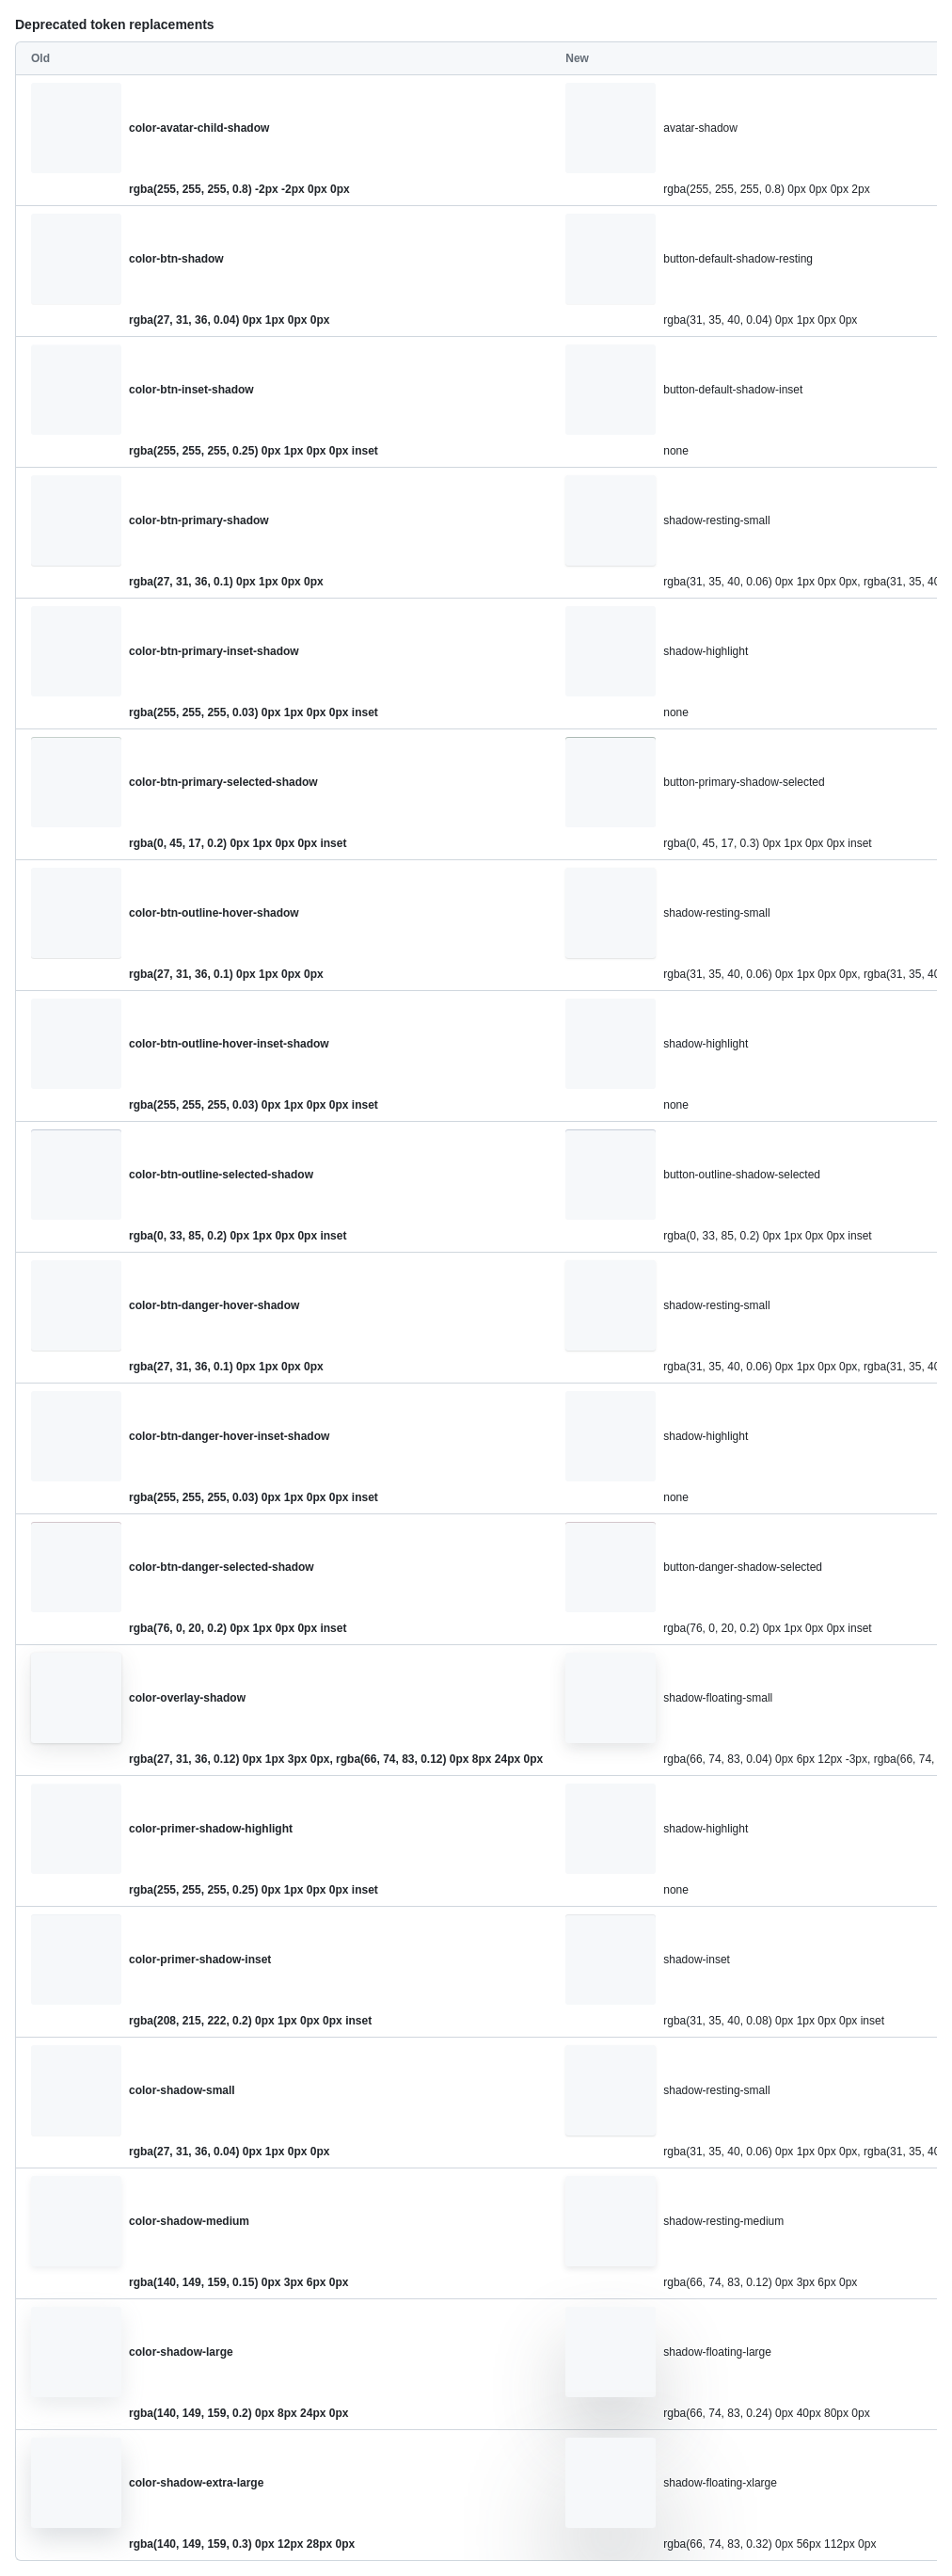 Deprecated token replacements
Old New
color-avatar-child-shadow avatar-shadow
rgba(255, 255, 255, 0.8) -2px -2px 0px 0px rgba(255, 255, 255, 0.8) 0px 0px 0px 2px
color-btn-shadow button-default-shadow-resting
rgba(27, 31, 36, 0.04) 0px 1px 0px 0px rgba(31, 35, 40, 0.04) 0px 1px 0px 0px
color-btn-inset-shadow button-default-shadow-inset
rgba(255, 255, 255, 0.25) 0px 1px 0px 0px inset none
color-btn-primary-shadow shadow-resting-small
rgba(27, 31, 36, 0.1) 0px 1px 0px 0px rgba(31, 35, 40, 0.06) 0px 1px 0px 0px, rgba(31, 35, 40
color-btn-primary-inset-shadow shadow-highlight
rgba(255, 255, 255, 0.03) 0px 1px 0px 0px inset none
color-btn-primary-selected-shadow button-primary-shadow-selected
rgba(0, 45, 17, 0.2) 0px 1px 0px 0px inset rgba(0, 45, 17, 0.3) 0px 1px 0px 0px inset
color-btn-outline-hover-shadow shadow-resting-small
rgba(27, 31, 36, 0.1) 0px 1px 0px 0px rgba(31, 35, 40, 0.06) 0px 1px 0px 0px, rgba(31, 35, 40
color-btn-outline-hover-inset-shadow shadow-highlight
rgba(255, 255, 255, 0.03) 0px 1px 0px 0px inset none
color-btn-outline-selected-shadow button-outline-shadow-selected
rgba(0, 33, 85, 0.2) 0px 1px 0px 0px inset rgba(0, 33, 85, 0.2) 0px 1px 0px 0px inset
color-btn-danger-hover-shadow shadow-resting-small
rgba(27, 31, 36, 0.1) 0px 1px 0px 0px rgba(31, 35, 40, 0.06) 0px 1px 0px 0px, rgba(31, 35, 40
color-btn-danger-hover-inset-shadow shadow-highlight
rgba(255, 255, 255, 0.03) 0px 1px 0px 0px inset none
color-btn-danger-selected-shadow button-danger-shadow-selected
rgba(76, 0, 20, 0.2) 0px 1px 0px 0px inset rgba(76, 0, 20, 0.2) 0px 1px 0px 0px inset
color-overlay-shadow shadow-floating-small
rgba(27, 31, 36, 0.12) 0px 1px 3px 0px, rgba(66, 74, 83, 0.12) 0px 8px 24px 0px rgba(66, 74, 83, 0.04) 0px 6px 12px -3px, rgba(66, 74,
color-primer-shadow-highlight shadow-highlight
rgba(255, 255, 255, 0.25) 0px 1px 0px 0px inset none
color-primer-shadow-inset shadow-inset
rgba(208, 215, 222, 0.2) 0px 1px 0px 0px inset rgba(31, 35, 40, 0.08) 0px 1px 0px 0px inset
color-shadow-small shadow-resting-small
rgba(27, 31, 36, 0.04) 0px 1px 0px 0px rgba(31, 35, 40, 0.06) 0px 1px 0px 0px, rgba(31, 35, 40
color-shadow-medium shadow-resting-medium
rgba(140, 149, 159, 0.15) 0px 3px 6px 0px rgba(66, 74, 83, 0.12) 0px 3px 6px 0px
color-shadow-large shadow-floating-large
rgba(140, 149, 159, 0.2) 0px 8px 24px 0px rgba(66, 74, 83, 0.24) 0px 40px 80px 0px
color-shadow-extra-large shadow-floating-xlarge
rgba(140, 149, 159, 0.3) 0px 12px 28px 0px rgba(66, 74, 83, 0.32) 0px 56px 112px 0px